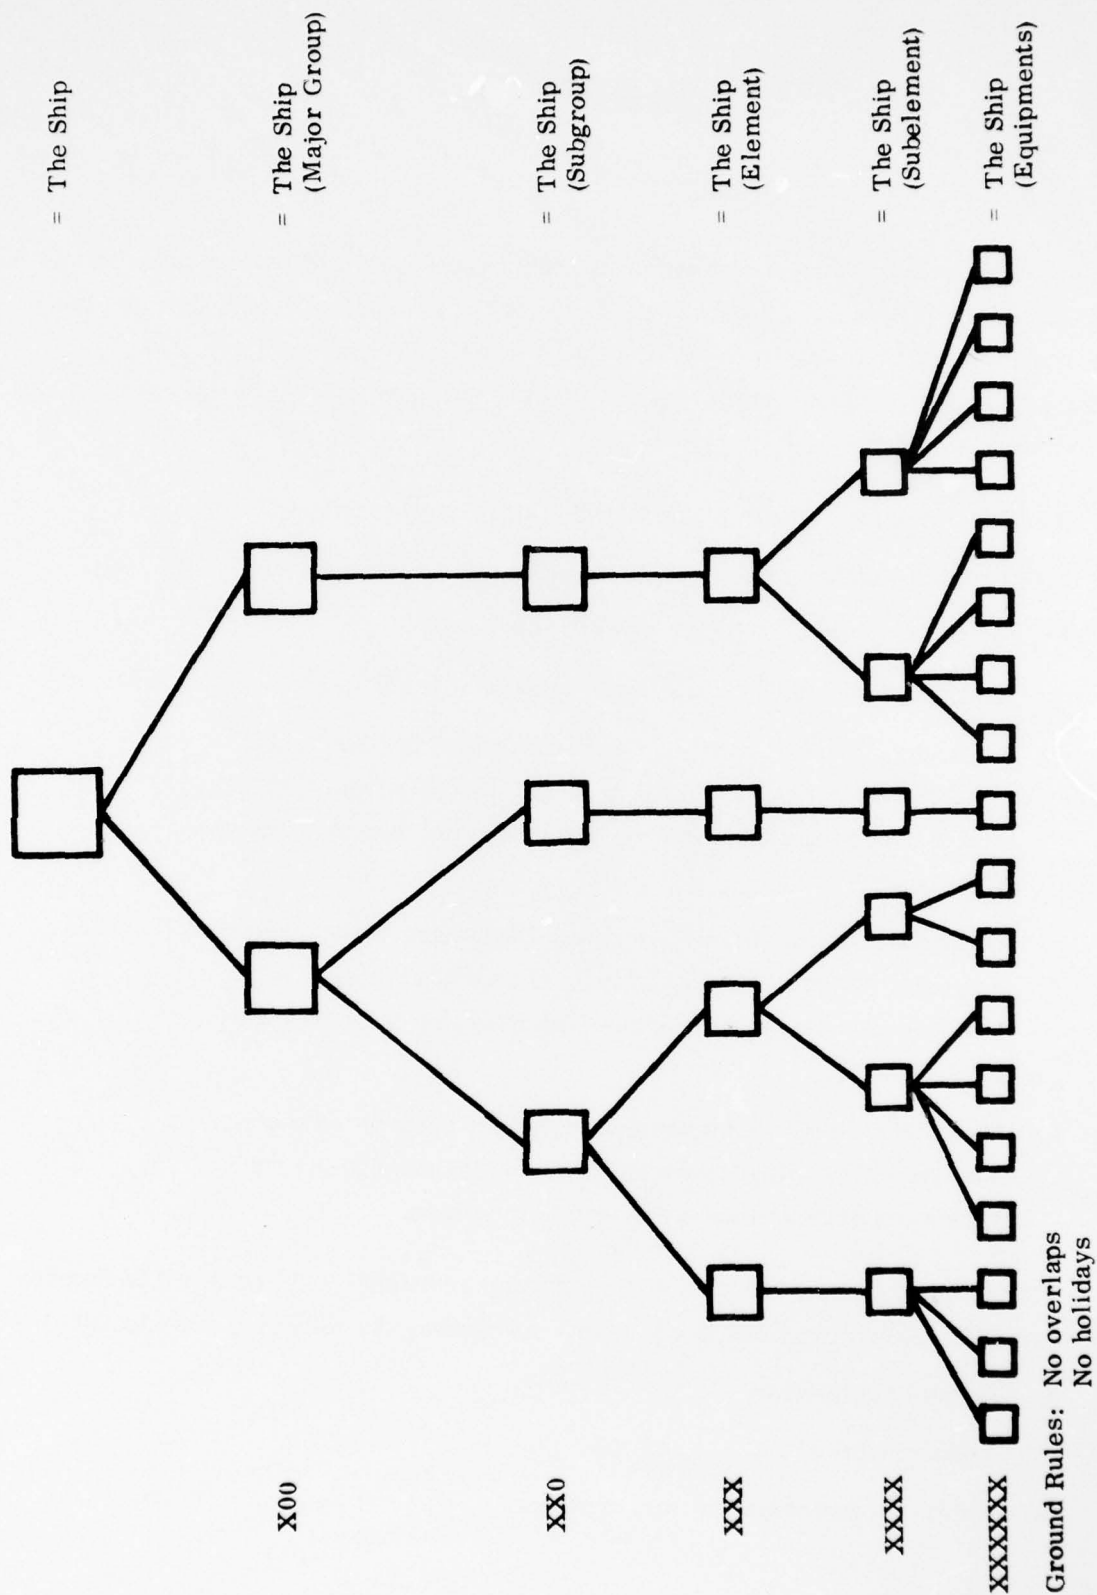 = The Ship
X00
= The Ship
(Major Group)
XX0
= The Ship
(Subgroup)
XXX
= The Ship
(Element)
XXXX
= The Ship
(Subelement)
XXXXXXX
= The Ship
(Equipments)
Ground Rules: No overlaps
No holidays